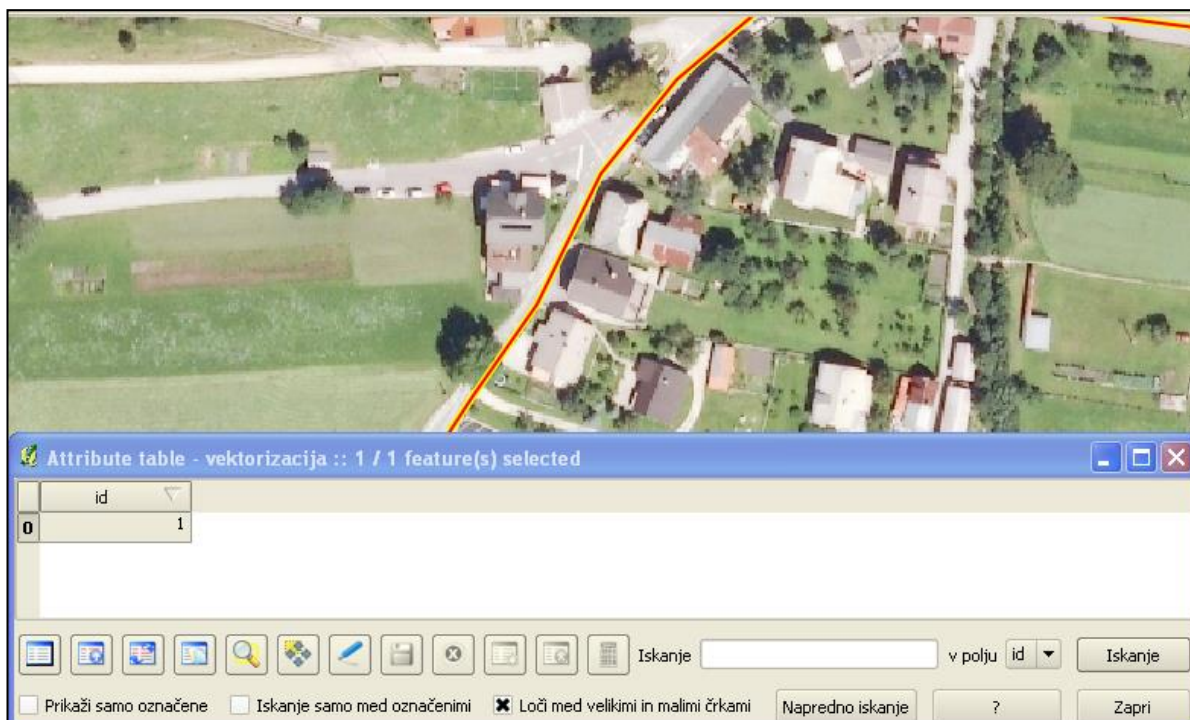 Attribute table - vektorizacija :: 1 / 1 feature(s) selected
id
0 1
Iskanje v polju id Iskanje
Prikaži samo označene Iskanje samo med označenimi Loči med velikimi in malimi črkami Napredno iskanje ? Zapri